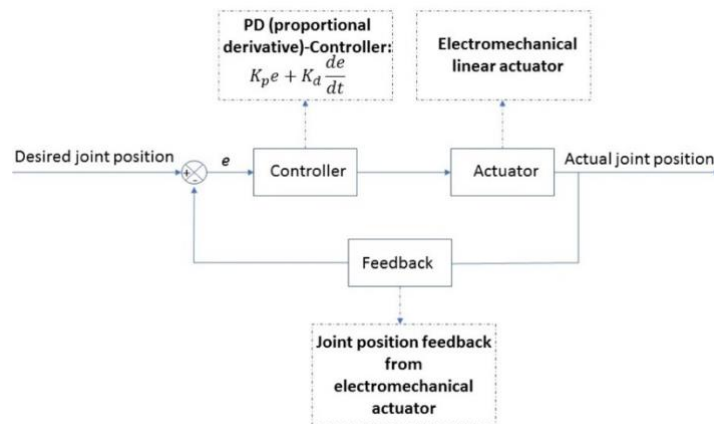 PD (proportional
derivative)-Controller:
K_p e + K_d de/dt
Electromechanical
linear actuator
Desired joint position
+
-
e
Controller
Actuator
Actual joint position
Feedback
Joint position feedback
from
electromechanical
actuator